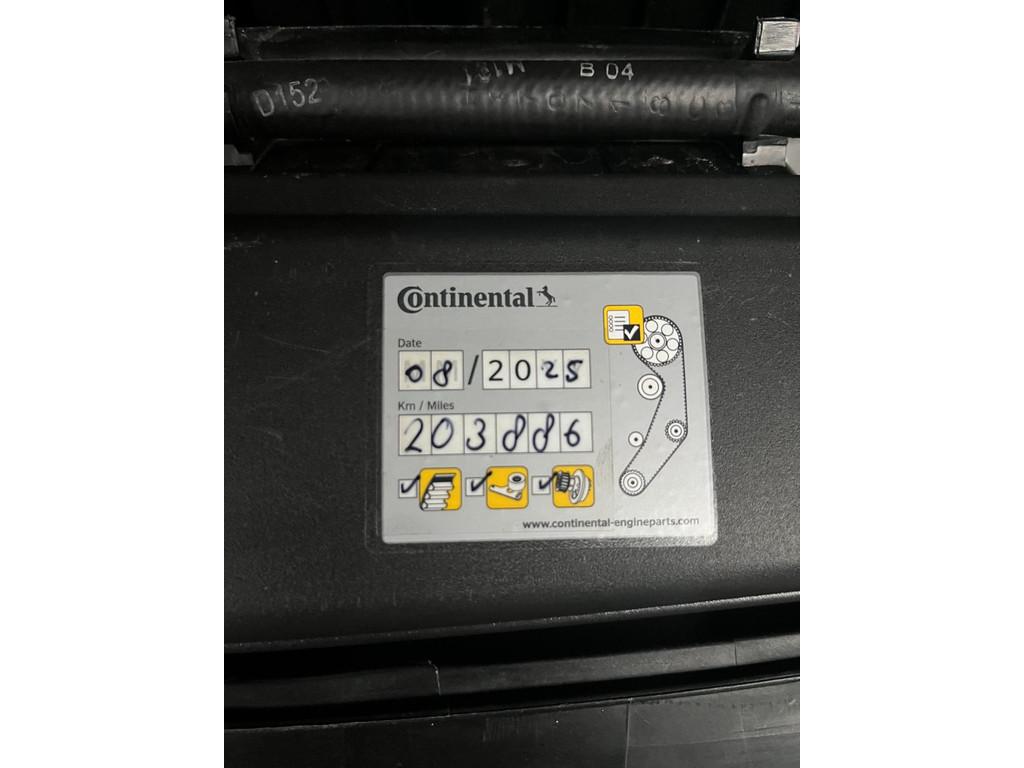 D152
B 04
Continental
Date
08/2025
Km / Miles
203886
www.continental-engineparts.com